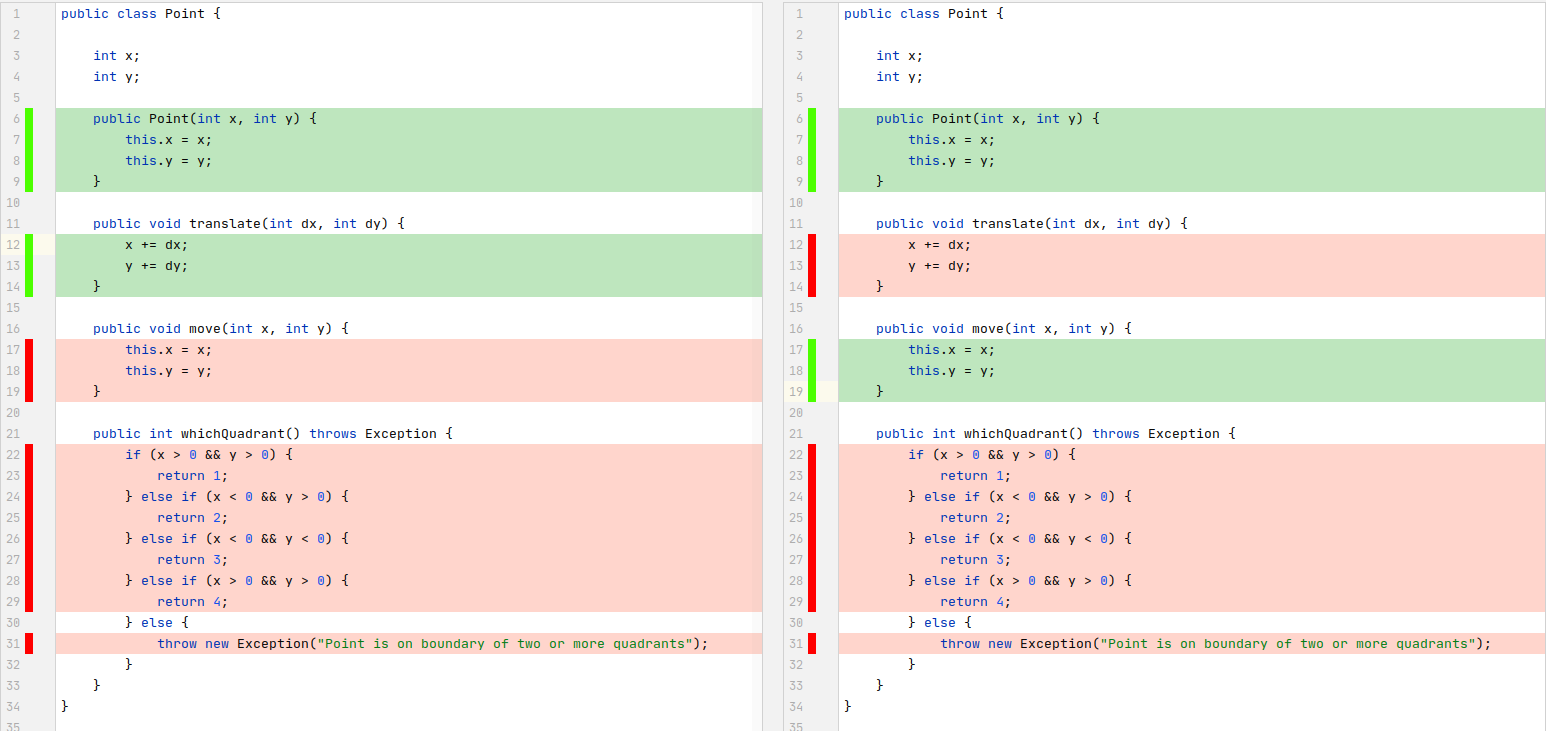 1 public class Point {
2
3 int x;
4 int y;
5
6 public Point(int x, int y) {
7 this.x = x;
8 this.y = y;
9 }
10
11 public void translate(int dx, int dy) {
12 x += dx;
13 y += dy;
14 }
15
16 public void move(int x, int y) {
17 this.x = x;
18 this.y = y;
19 }
20
21 public int whichQuadrant() throws Exception {
22 if (x > 0 && y > 0) {
23 return 1;
24 } else if (x < 0 && y > 0) {
25 return 2;
26 } else if (x < 0 && y < 0) {
27 return 3;
28 } else if (x > 0 && y > 0) {
29 return 4;
30 } else {
31 throw new Exception("Point is on boundary of two or more quadrants");
32 }
33 }
34 }
35
1 public class Point {
2
3 int x;
4 int y;
5
6 public Point(int x, int y) {
7 this.x = x;
8 this.y = y;
9 }
10
11 public void translate(int dx, int dy) {
12 x += dx;
13 y += dy;
14 }
15
16 public void move(int x, int y) {
17 this.x = x;
18 this.y = y;
19 }
20
21 public int whichQuadrant() throws Exception {
22 if (x > 0 && y > 0) {
23 return 1;
24 } else if (x < 0 && y > 0) {
25 return 2;
26 } else if (x < 0 && y < 0) {
27 return 3;
28 } else if (x > 0 && y > 0) {
29 return 4;
30 } else {
31 throw new Exception("Point is on boundary of two or more quadrants");
32 }
33 }
34 }
35